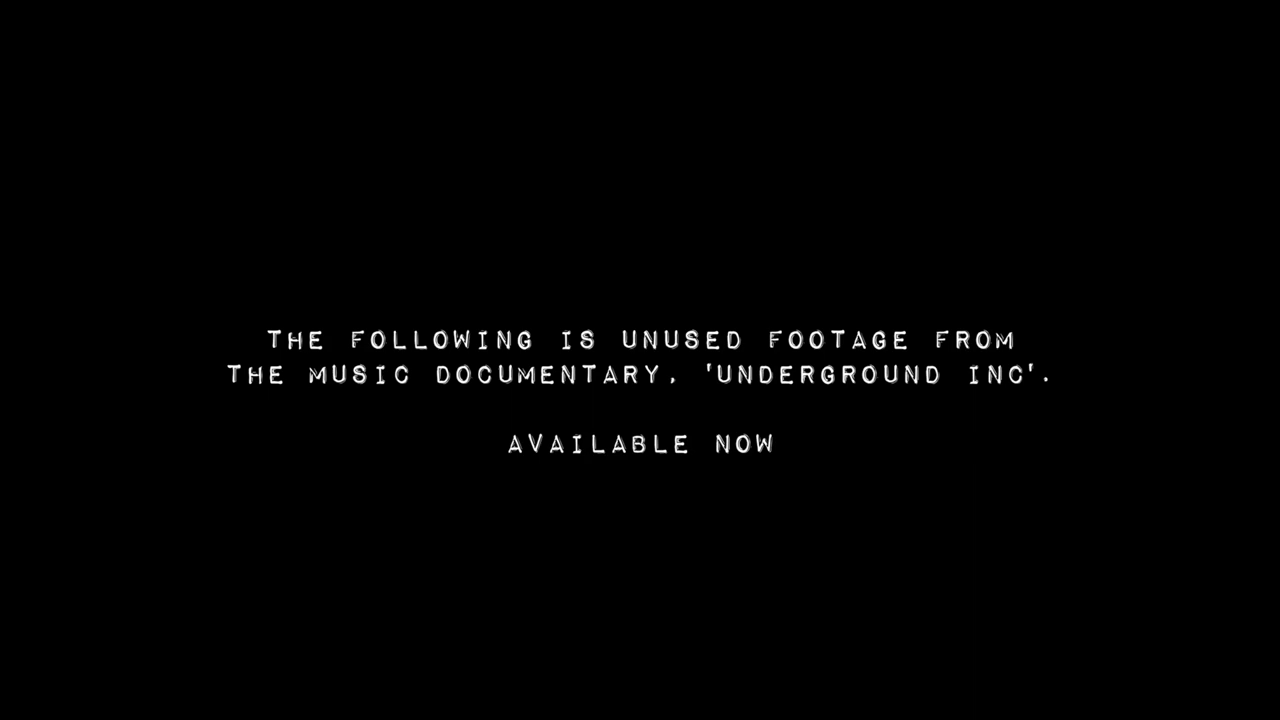 THE FOLLOWING IS UNUSED FOOTAGE FROM
THE MUSIC DOCUMENTARY, 'UNDERGROUND INC'.
AVAILABLE NOW